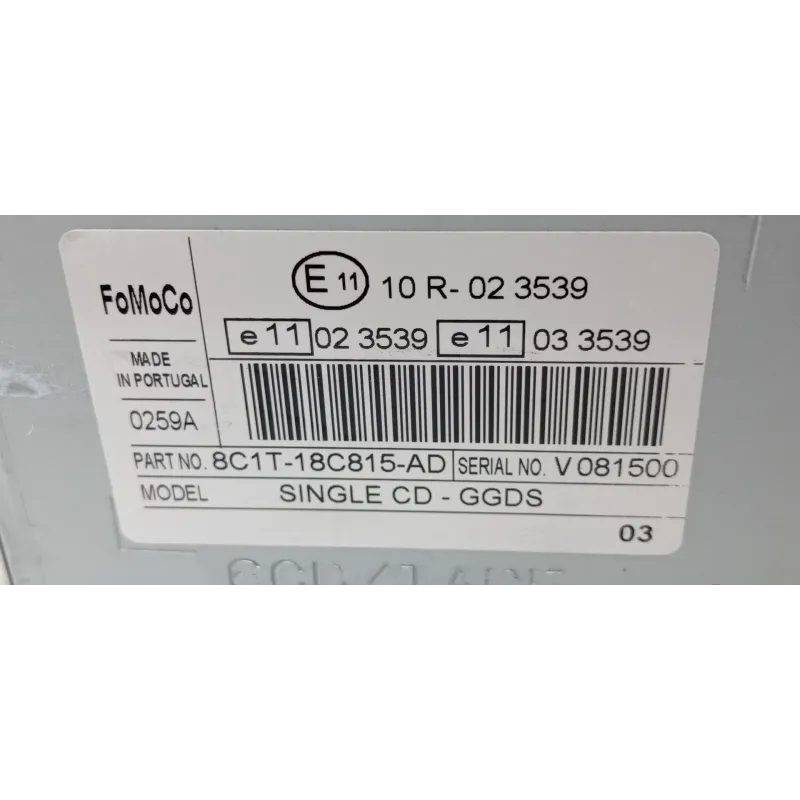 FoMoCo
E 11 10 R- 02 3539
e 11 02 3539 e 11 03 3539
MADE
IN PORTUGAL
0259A
PART NO. 8C1T-18C815-AD SERIAL NO. V 081500
MODEL SINGLE CD - GGDS
03